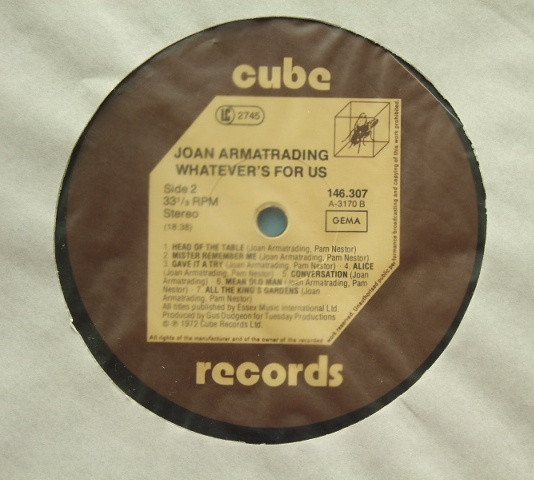 cube
LC 2745
JOAN ARMATRADING
WHATEVER'S FOR US
Side 2
33 1/3 RPM
Stereo
(18:38)
146.307
A-3170 B
GEMA
1. HEAD OF THE TABLE (Joan Armatrading, Pam Nestor)
2. MISTER REMEMBER ME (Joan Armatrading, Pam Nestor)
3. GAVE IT A TRY (Joan Armatrading, Pam Nestor) · 4. ALICE
(Joan Armatrading, Pam Nestor) · 5. CONVERSATION (Joan
Armatrading) · 6. MEAN OLD MAN (Joan Armatrading, Pam
Nestor) · 7. ALL THE KING'S GARDENS (Joan
Armatrading, Pam Nestor)
All titles published by Essex Music International Ltd.
Produced by Gus Dudgeon for Tuesday Productions
© ℗ 1972 Cube Records Ltd.
All rights of the manufacturer and of the owner of the recorded work reserved. Unauthorised public performance broadcasting and copying of this work prohibited.
records